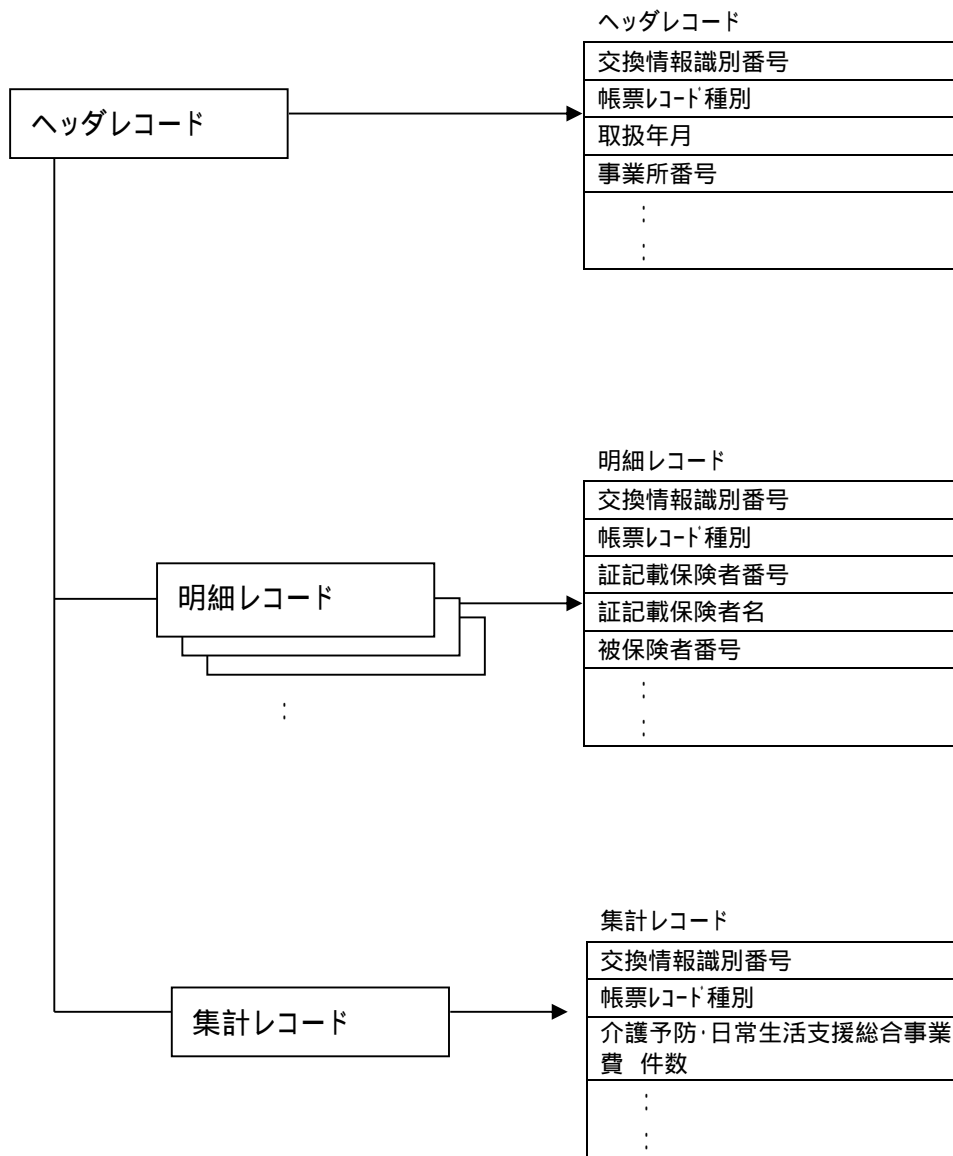 ヘッダレコード
ヘッダレコード
交換情報識別番号
帳票ﾚｺｰﾄﾞ種別
取扱年月
事業所番号
:
:
明細レコード
:
明細レコード
交換情報識別番号
帳票ﾚｺｰﾄﾞ種別
証記載保険者番号
証記載保険者名
被保険者番号
:
:
集計レコード
集計レコード
交換情報識別番号
帳票ﾚｺｰﾄﾞ種別
介護予防･日常生活支援総合事業
費 件数
:
: